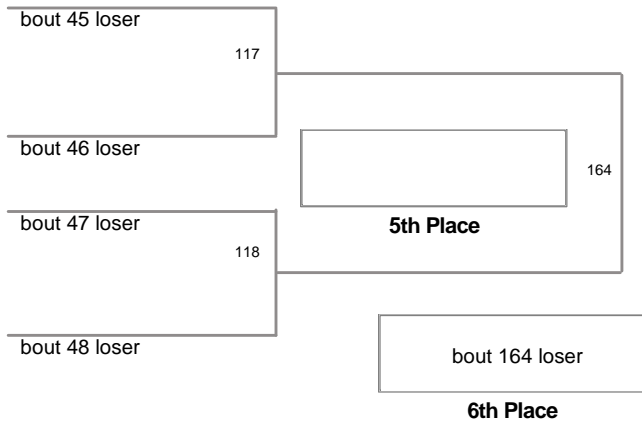 bout 45 loser
117
bout 46 loser
164
bout 47 loser
5th Place
118
bout 48 loser
bout 164 loser
6th Place